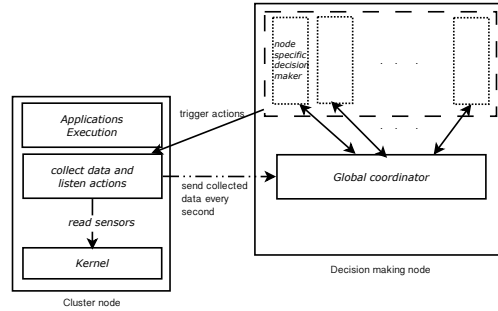 node
specific
decision
maker
. . .
. . .
Applications
Execution
trigger actions
collect data and
listen actions
send collected
data every
second
Global coordinator
read sensors
Kernel
Cluster node
Decision making node